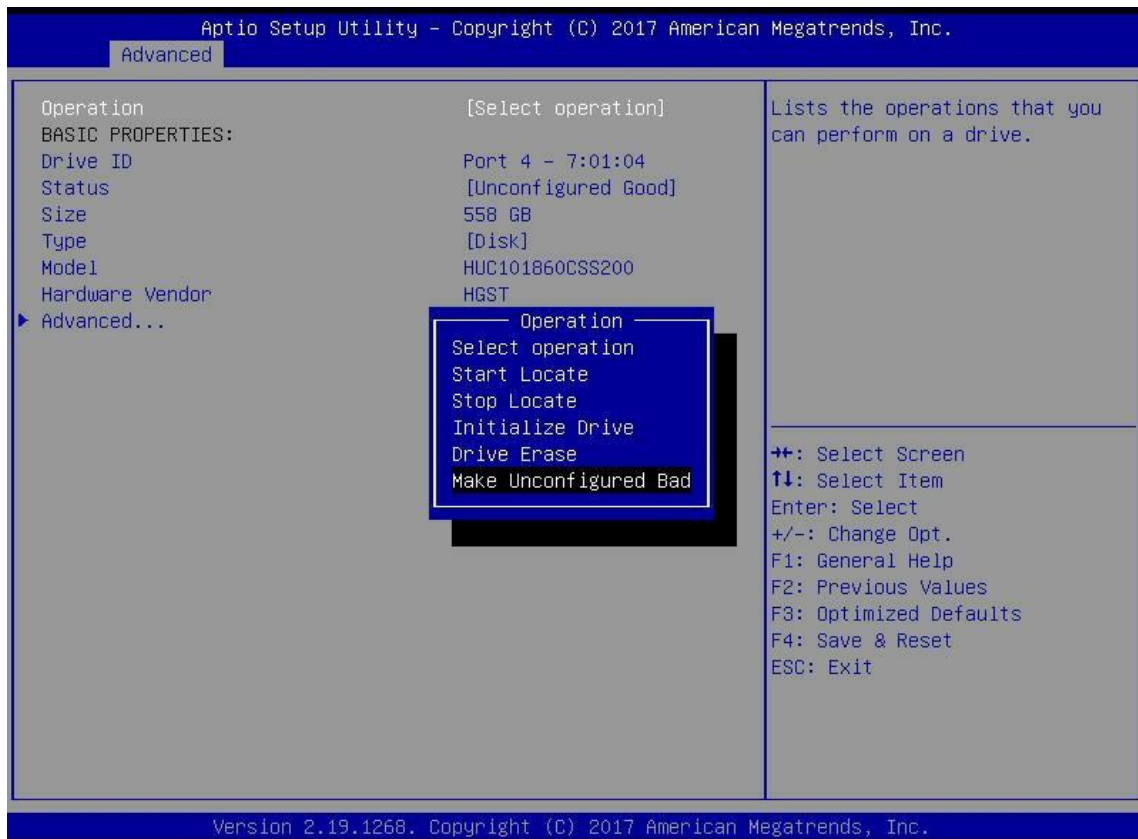 Aptio Setup Utility – Copyright (C) 2017 American Megatrends, Inc.
Advanced
Operation [Select operation]
BASIC PROPERTIES:
Drive ID Port 4 – 7:01:04
Status [Unconfigured Good]
Size 558 GB
Type [Disk]
Model HUC101860CSS200
Hardware Vendor HGST
▶ Advanced...
Operation
Select operation
Start Locate
Stop Locate
Initialize Drive
Drive Erase
Make Unconfigured Bad
Lists the operations that you
can perform on a drive.
→←: Select Screen
↑↓: Select Item
Enter: Select
+/-: Change Opt.
F1: General Help
F2: Previous Values
F3: Optimized Defaults
F4: Save & Reset
ESC: Exit
Version 2.19.1268. Copyright (C) 2017 American Megatrends, Inc.